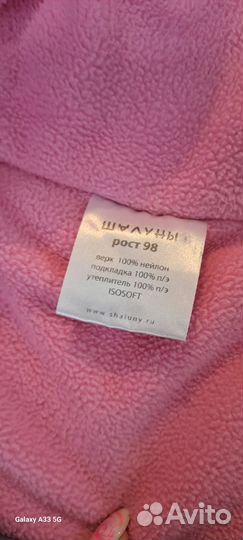 ШАЛУНЫ
рост 98
верх 100% нейлон
подкладка 100% п/э
утеплитель 100% п/э
ISOSOFT
www.shaluny.ru
Galaxy A33 5G
Avito